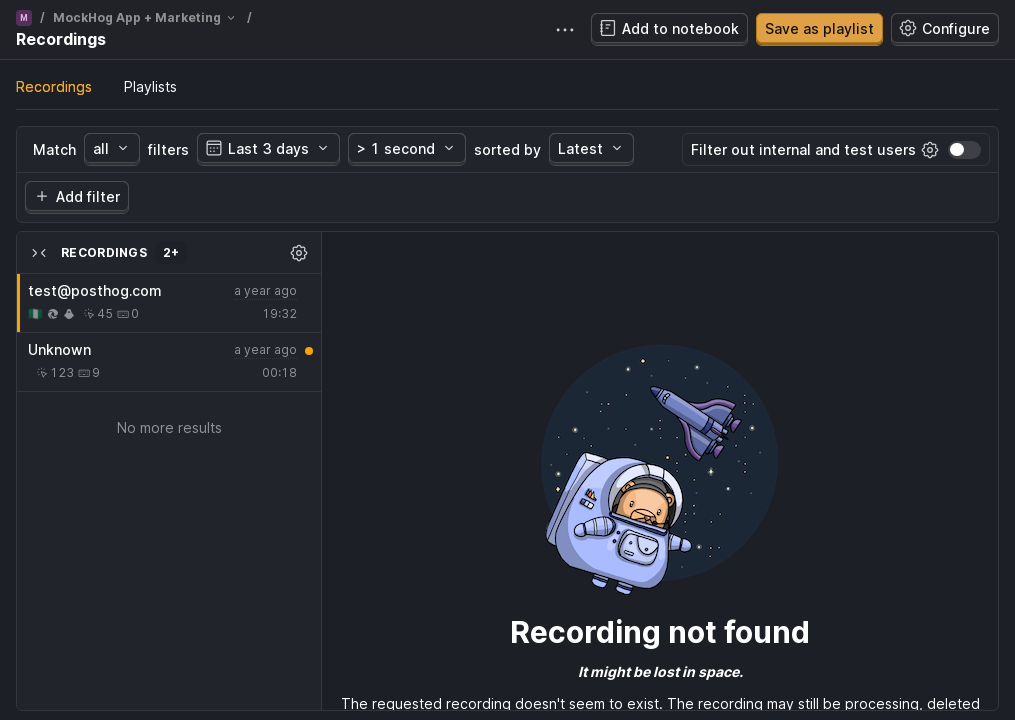 M / MockHog App + Marketing /
Recordings
Add to notebook
Save as playlist
Configure
Recordings
Playlists
Match all filters Last 3 days > 1 second sorted by Latest
Filter out internal and test users
Add filter
RECORDINGS 2+
test@posthog.com a year ago
45 0 19:32
Unknown a year ago
123 9 00:18
No more results
Recording not found
It might be lost in space.
The requested recording doesn't seem to exist. The recording may still be processing, deleted